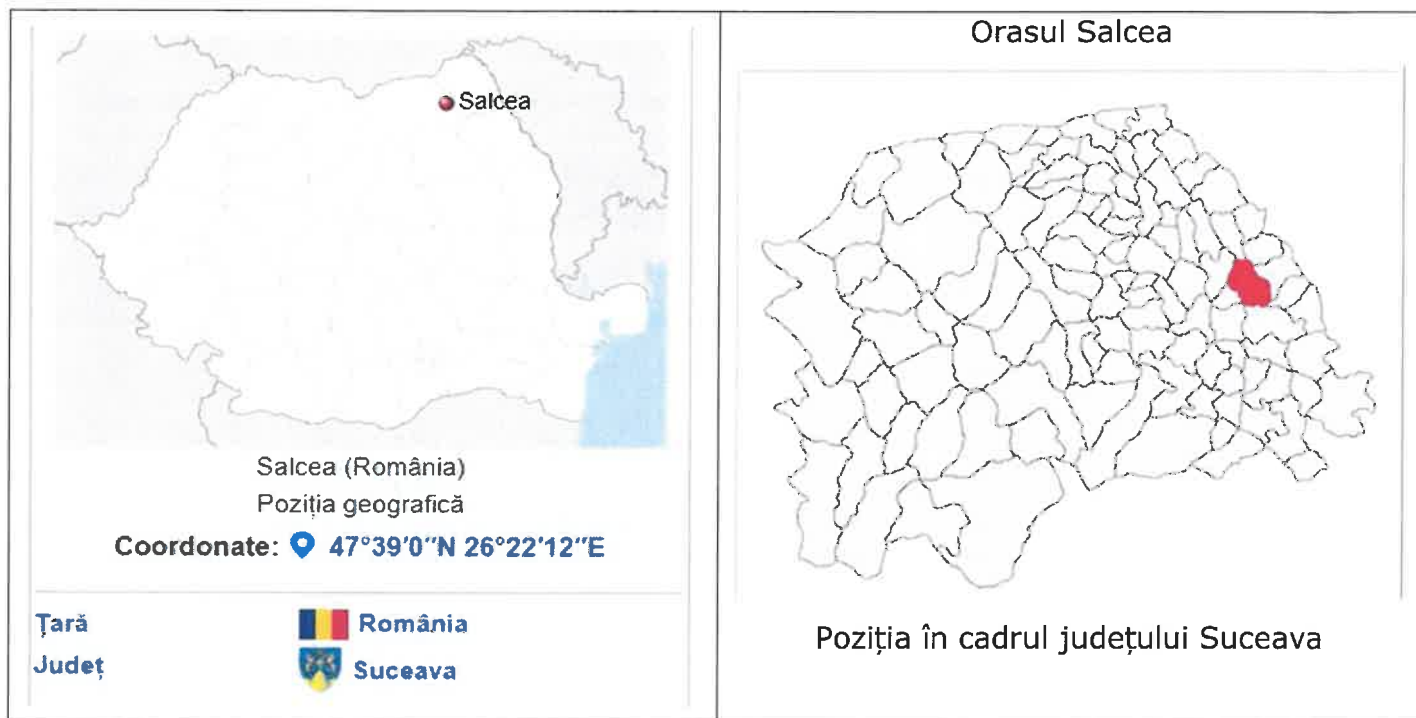 Salcea
Salcea (România)
Poziția geografică
Coordonate: 47°39′0″N 26°22′12″E
Țară România
Județ Suceava
Orasul Salcea
Poziția în cadrul județului Suceava